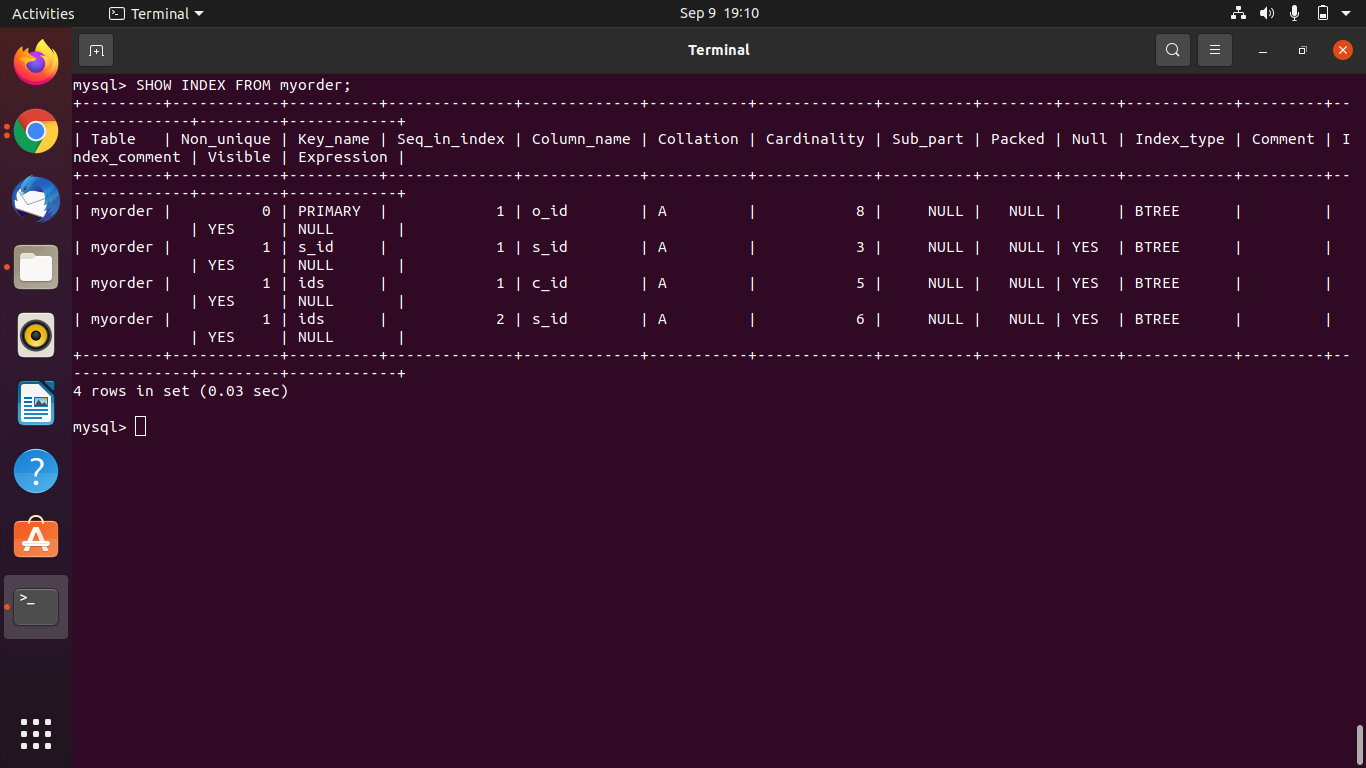 Activities Terminal Sep 9 19:10
Terminal
mysql> SHOW INDEX FROM myorder;
+---------+------------+----------+--------------+-------------+-----------+-------------+----------+--------+------+------------+---------+--
-------------+---------+------------+
| Table   | Non_unique | Key_name | Seq_in_index | Column_name | Collation | Cardinality | Sub_part | Packed | Null | Index_type | Comment | I
ndex_comment | Visible | Expression |
+---------+------------+----------+--------------+-------------+-----------+-------------+----------+--------+------+------------+---------+--
-------------+---------+------------+
| myorder |          0 | PRIMARY  |            1 | o_id        | A         |           8 |     NULL |   NULL |      | BTREE      |         |
             | YES     | NULL       |
| myorder |          1 | s_id     |            1 | s_id        | A         |           3 |     NULL |   NULL | YES  | BTREE      |         |
             | YES     | NULL       |
| myorder |          1 | ids      |            1 | c_id        | A         |           5 |     NULL |   NULL | YES  | BTREE      |         |
             | YES     | NULL       |
| myorder |          1 | ids      |            2 | s_id        | A         |           6 |     NULL |   NULL | YES  | BTREE      |         |
             | YES     | NULL       |
+---------+------------+----------+--------------+-------------+-----------+-------------+----------+--------+------+------------+---------+--
-------------+---------+------------+
4 rows in set (0.03 sec)
mysql>